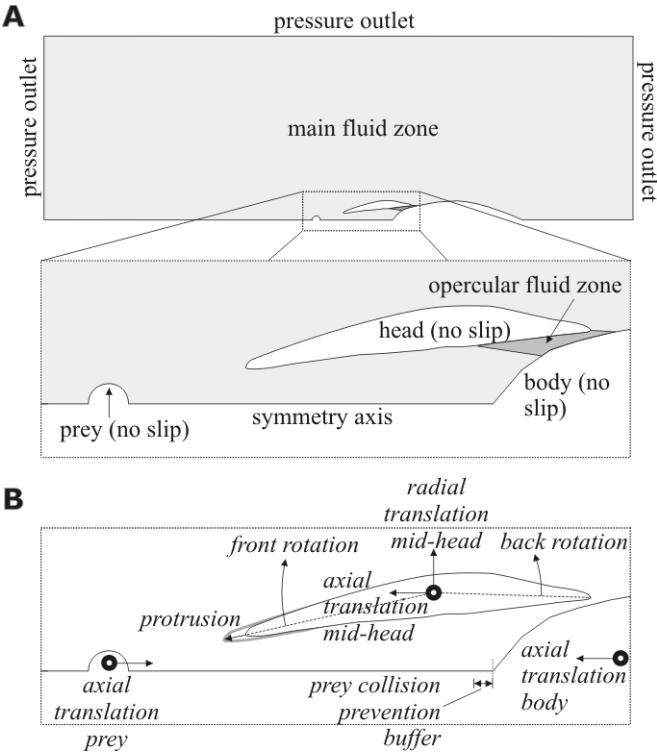 A
pressure outlet
pressure outlet
pressure outlet
main fluid zone
opercular fluid zone
head (no slip)
body (no
slip)
prey (no slip)
symmetry axis
B
radial
translation
mid-head
front rotation
back rotation
axial
translation
mid-head
protrusion
axial
translation
prey
prey collision
prevention
buffer
axial
translation
body